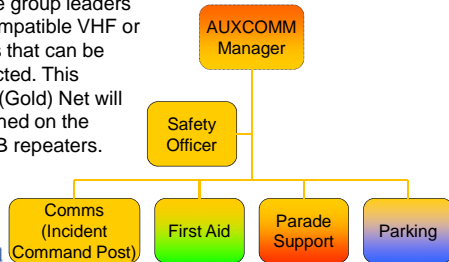 e group leaders
mpatible VHF or
s that can be
cted. This
(Gold) Net will
ned on the
B repeaters.
AUXCOMM
Manager
Safety
Officer
Comms
(Incident
Command Post)
First Aid
Parade
Support
Parking